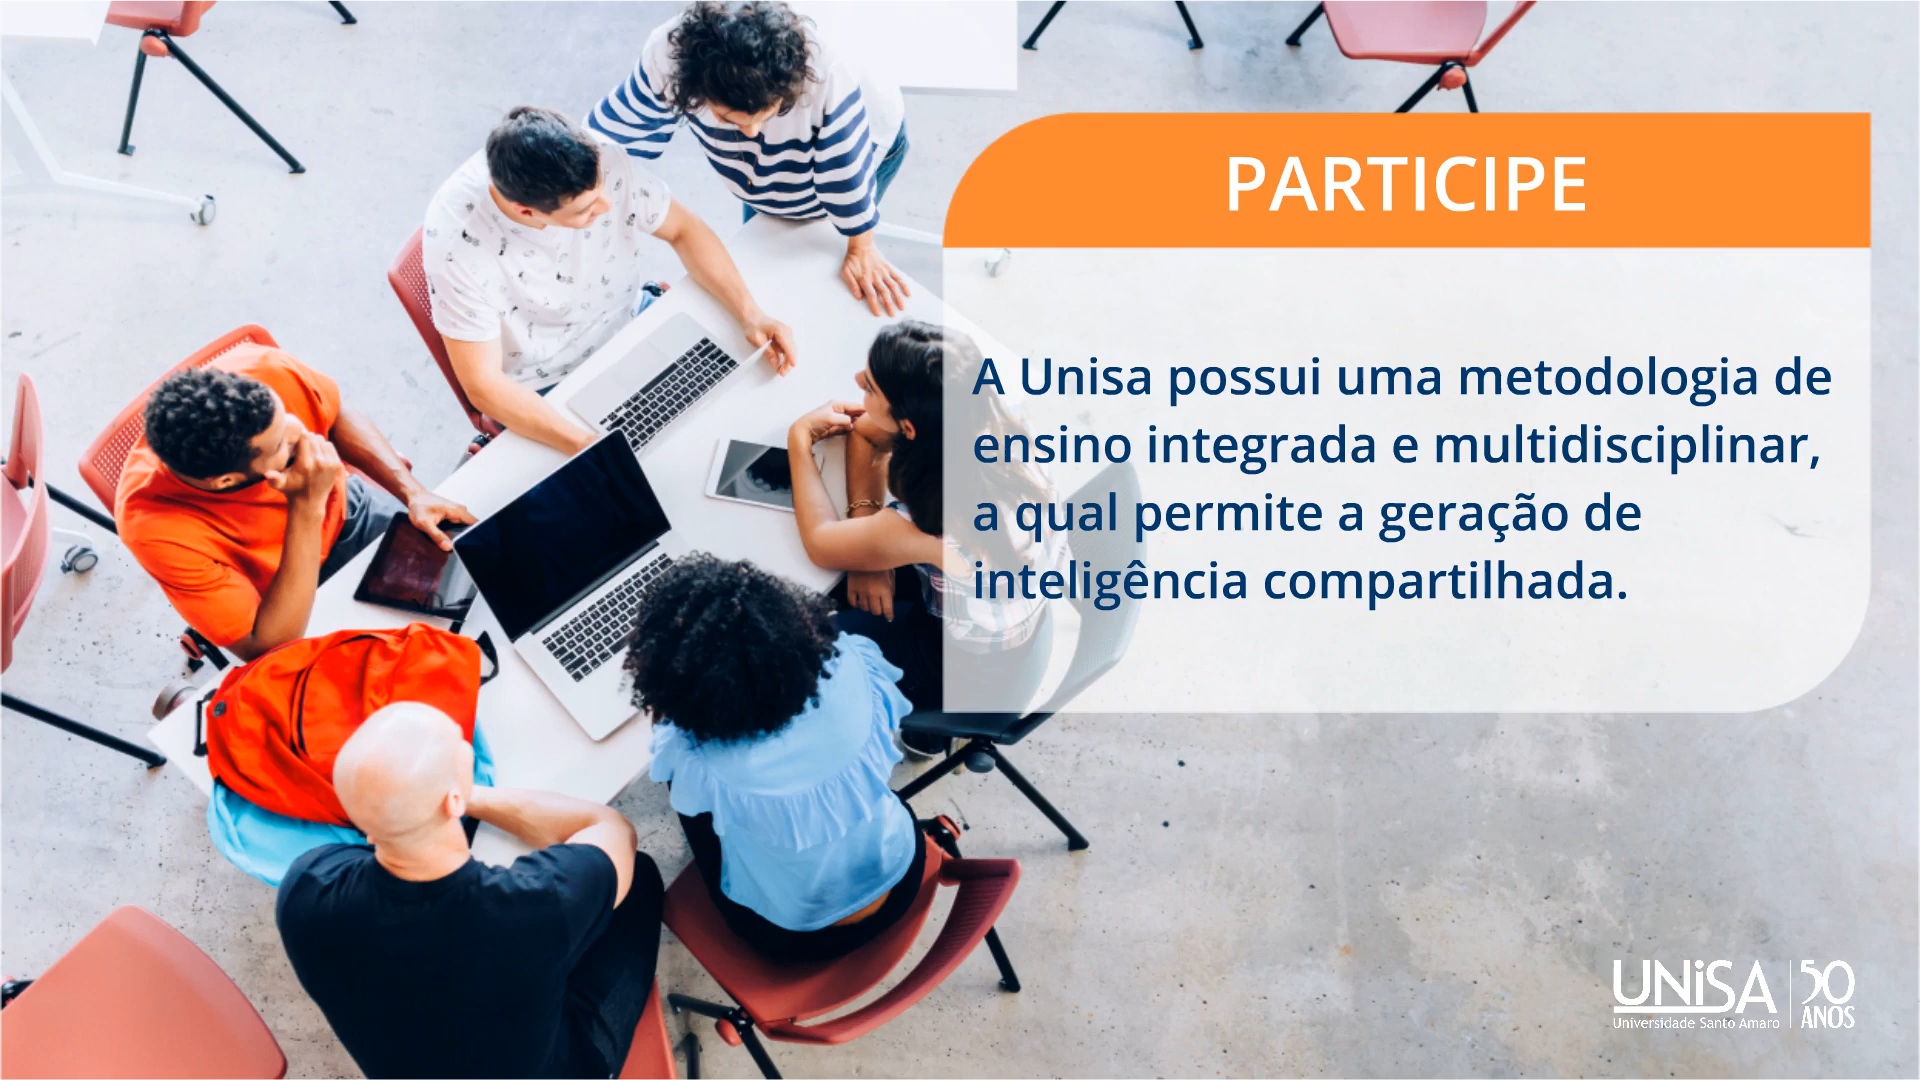 PARTICIPE
A Unisa possui uma metodologia de
ensino integrada e multidisciplinar,
a qual permite a geração de
inteligência compartilhada.
UNiSA
Universidade Santo Amaro
50
ANOS